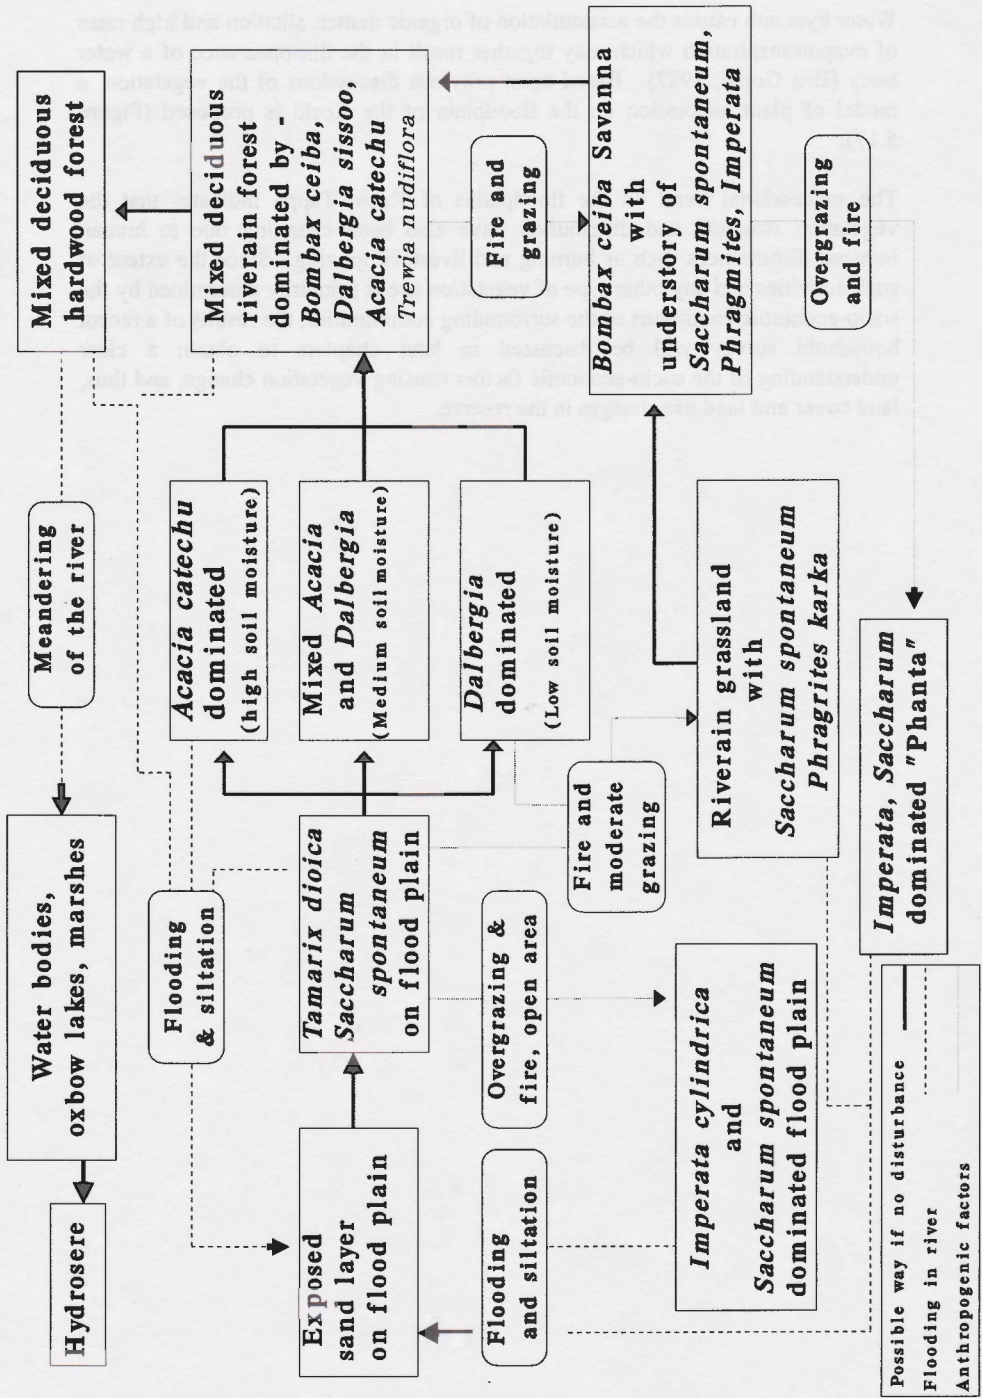 Hydrosere
Water bodies,
oxbow lakes, marshes
Meandering
of the river
Mixed deciduous
hardwood forest
Flooding
& siltation
Exposed
sand layer
on flood plain
Tamarix dioica
Saccharum
spontaneum
on flood plain
Acacia catechu
dominated
(high soil moisture)
Mixed Acacia
and Dalbergia
(Medium soil moisture)
Dalbergia
dominated
(Low soil moisture)
Mixed deciduous
riverain forest
dominated by -
Bombax,ceiba,
Dalbergia sissoo
Acacia catechu
Trewa nudiflora
Flooding
and siltation
Overgrazing &
fire, open area
Fire and
moderate
grazing
Fire and
grazing
Imperata cylindrica
and
Saccharum spontaneum
dominated flood plain
Riverain grassland
with
Saccharum spontaneum
Phragrites karka
Bombax ceiba Savanna
with
understory of
Saccharum spontaneum,
Phragrites, Imperata
Overgrazing
and fire
Imperata, Saccharum
dominated "Phanta"
Possible way if no disturbance
Flooding in river
Anthropogenic factors